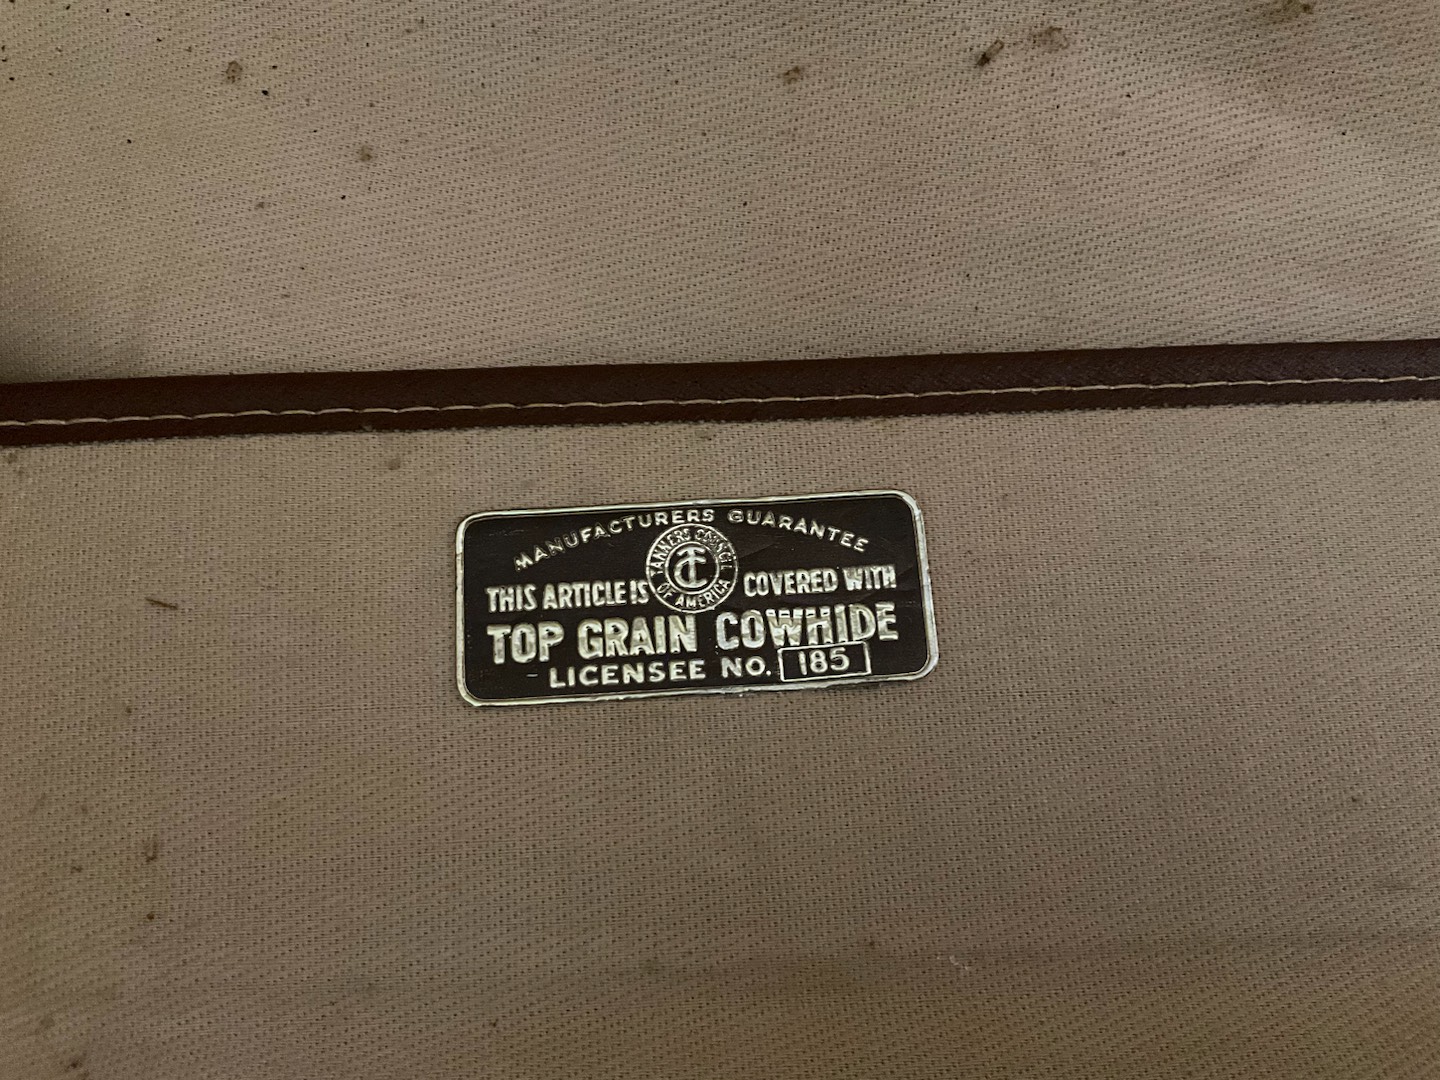 MANUFACTURERS GUARANTEE
TANNERS COUNCIL OF AMERICA
TC
THIS ARTICLE IS COVERED WITH
TOP GRAIN COWHIDE
LICENSEE NO. 185